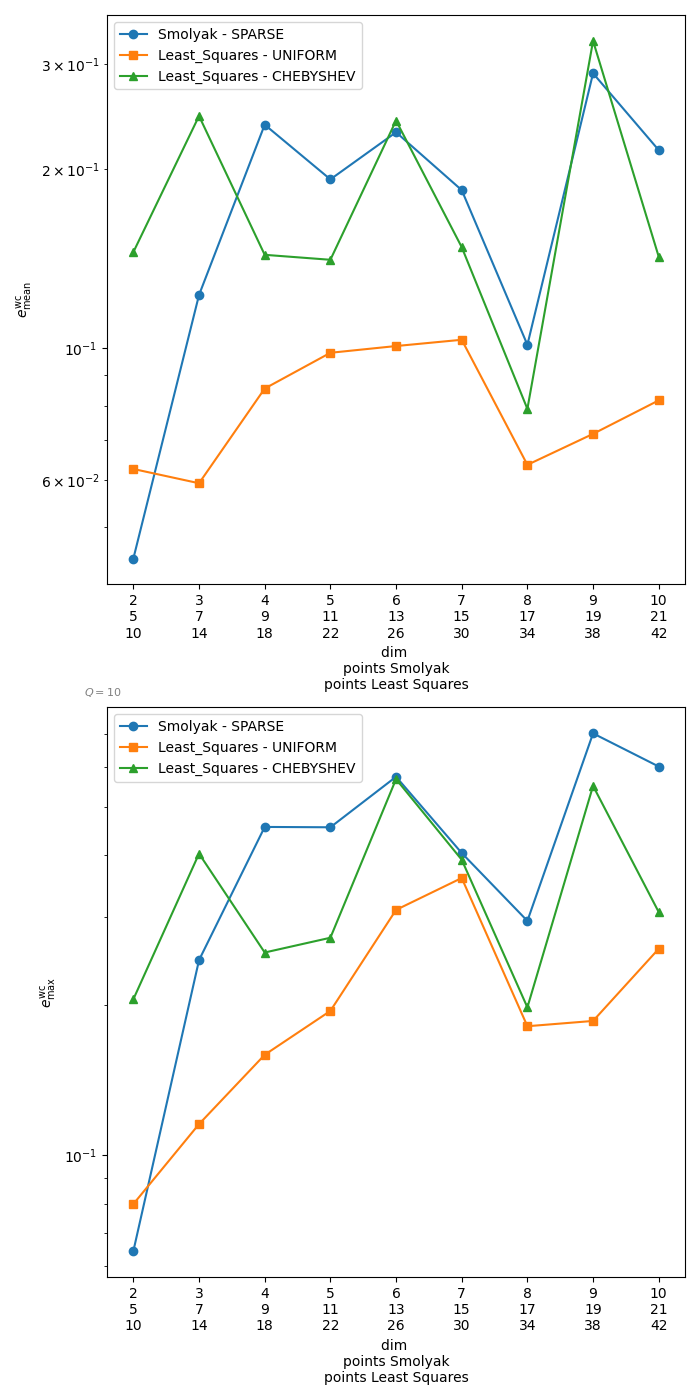 Smolyak - SPARSE
Least_Squares - UNIFORM
Least_Squares - CHEBYSHEV
3 × 10⁻¹
2 × 10⁻¹
10⁻¹
6 × 10⁻²
e^wc_mean
2 3 4 5 6 7 8 9 10
5 7 9 11 13 15 17 19 21
10 14 18 22 26 30 34 38 42
dim
points Smolyak
points Least Squares
Q = 10
Smolyak - SPARSE
Least_Squares - UNIFORM
Least_Squares - CHEBYSHEV
e^wc_max
10⁻¹
2 3 4 5 6 7 8 9 10
5 7 9 11 13 15 17 19 21
10 14 18 22 26 30 34 38 42
dim
points Smolyak
points Least Squares